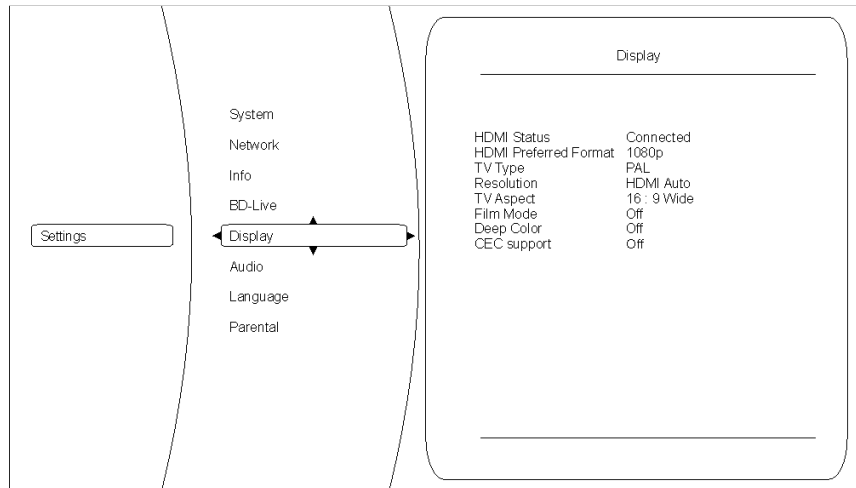 Settings
System
Network
Info
BD-Live
Display
Audio
Language
Parental
Display
HDMI Status Connected
HDMI Preferred Format 1080p
TV Type PAL
Resolution HDMI Auto
TV Aspect 16 : 9 Wide
Film Mode Off
Deep Color Off
CEC support Off